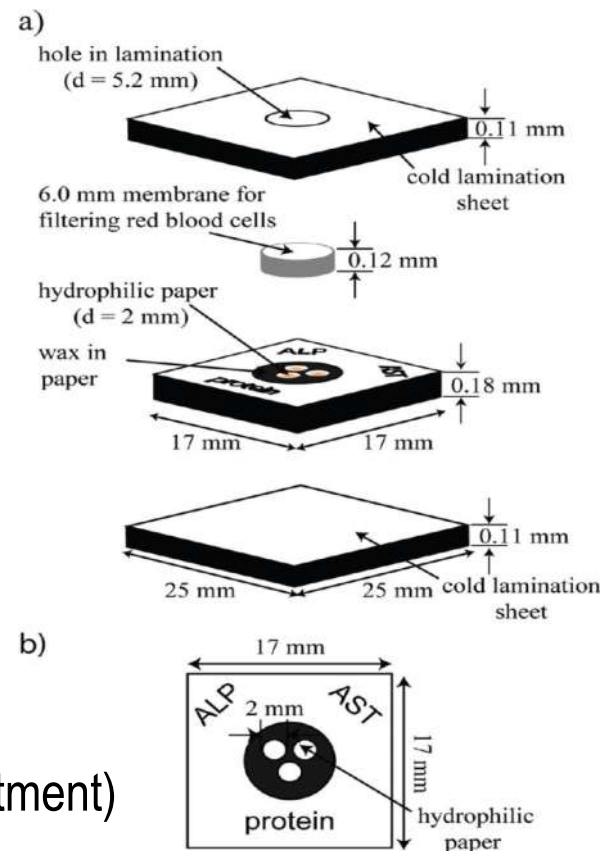 a)
hole in lamination
(d = 5.2 mm)
0.11 mm
cold lamination
sheet
6.0 mm membrane for
filtering red blood cells
0.12 mm
hydrophilic paper
(d = 2 mm)
ALP
wax in
paper
protein
0.18 mm
17 mm
17 mm
0.11 mm
25 mm
25 mm
cold lamination
sheet
b)
17 mm
ALP
AST
2 mm
17 mm
tment)
protein
hydrophilic
paper